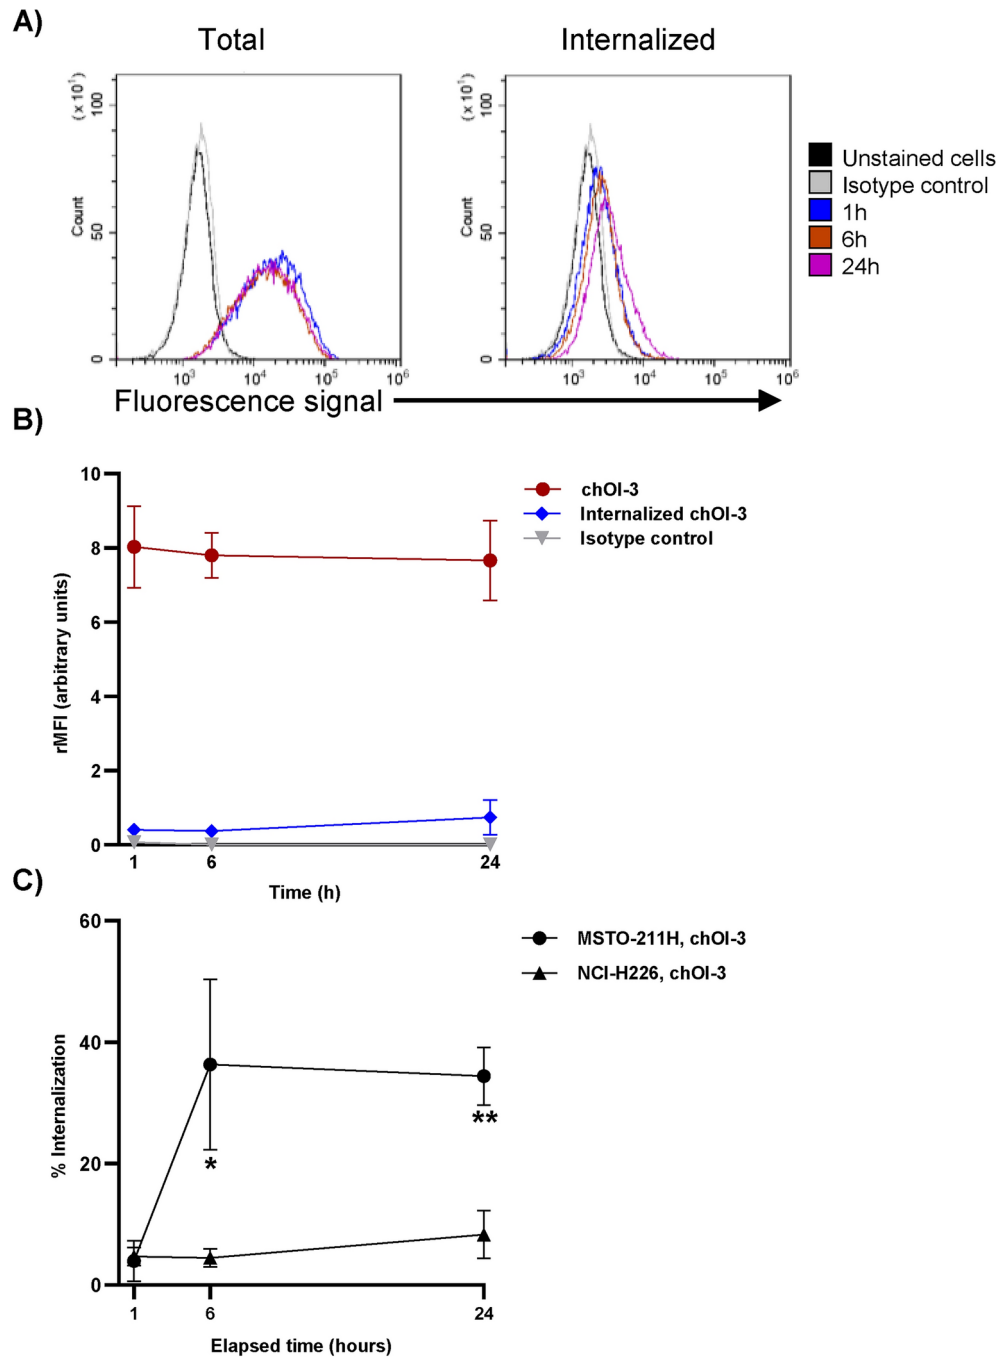 A)
Total
Internalized
(x 10¹)
100
50
0
Count
10³
10⁴
10⁵
10⁶
(x 10¹)
100
50
0
Count
10³
10⁴
10⁵
10⁶
Unstained cells
Isotype control
1h
6h
24h
Fluorescence signal
B)
10
8
6
4
2
0
rMFI (arbitrary units)
1
6
24
Time (h)
chOI-3
Internalized chOI-3
Isotype control
C)
60
40
20
0
% Internalization
*
**
1
6
24
Elapsed time (hours)
MSTO-211H, chOI-3
NCI-H226, chOI-3